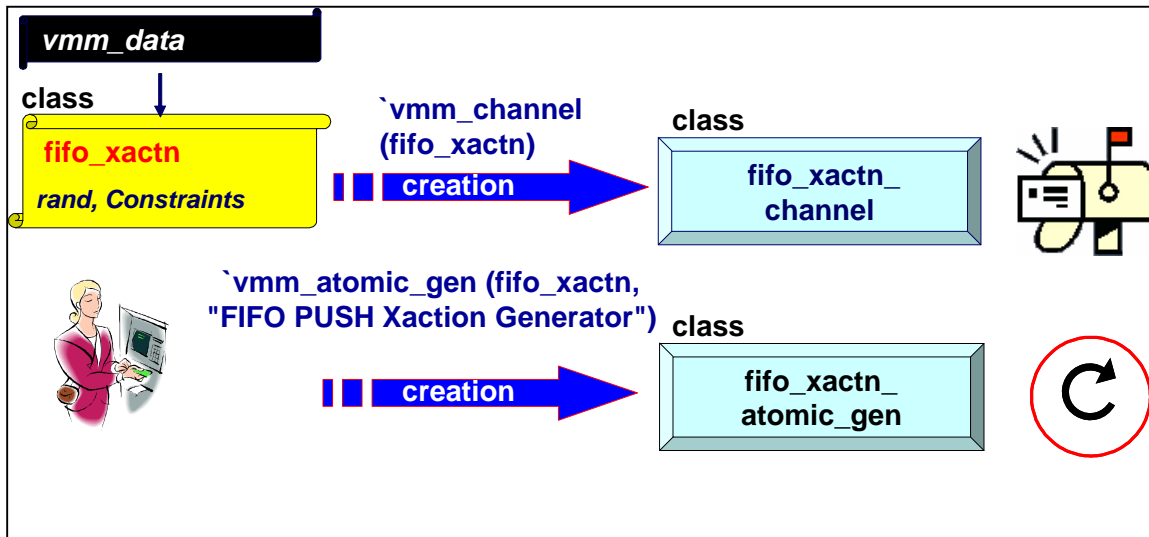 vmm_data
class
fifo_xactn
rand, Constraints
`vmm_channel
(fifo_xactn)
creation
class
fifo_xactn_
channel
`vmm_atomic_gen (fifo_xactn,
"FIFO PUSH Xaction Generator")
creation
class
fifo_xactn_
atomic_gen